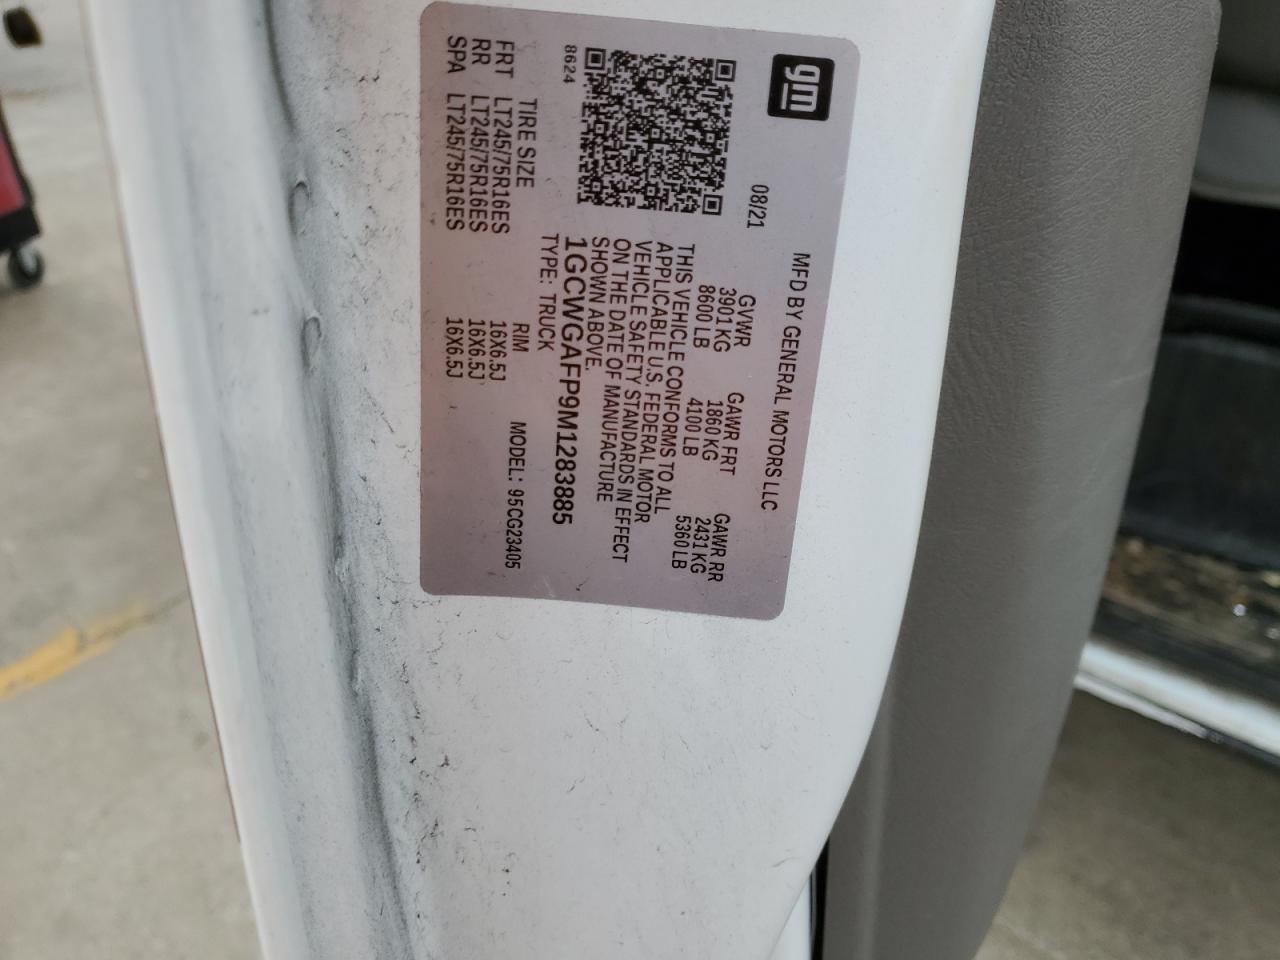 gm
MFD BY GENERAL MOTORS LLC
08/21
GVWR GAWR FRT GAWR RR
3901 KG 1860 KG 2431 KG
8600 LB 4100 LB 5360 LB
THIS VEHICLE CONFORMS TO ALL
APPLICABLE U.S. FEDERAL MOTOR
VEHICLE SAFETY STANDARDS IN EFFECT
ON THE DATE OF MANUFACTURE
SHOWN ABOVE.
8624
1GCWGAFP9M1283885
TYPE: TRUCK
TIRE SIZE RIM MODEL: 95CG23405
FRT LT245/75R16ES 16X6.5J
RR LT245/75R16ES 16X6.5J
SPA LT245/75R16ES 16X6.5J